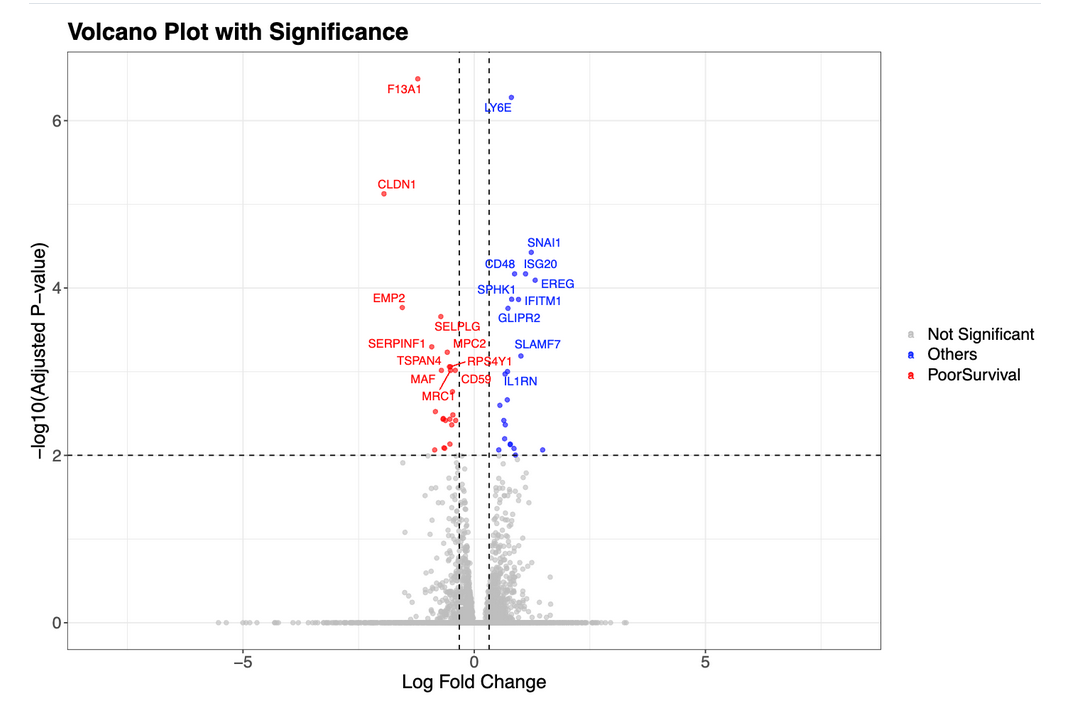 Volcano Plot with Significance
F13A1
LY6E
6
CLDN1
SNAI1
CD48 ISG20
4
EREG
SPHK1
EMP2
IFITM1
GLIPR2
SELPLG
SERPINF1 MPC2 SLAMF7
TSPAN4 RPS4Y1
MAF CD59 IL1RN
MRC1
2
0
−5 0 5
Log Fold Change
−log10(Adjusted P−value)
a Not Significant
a Others
a PoorSurvival